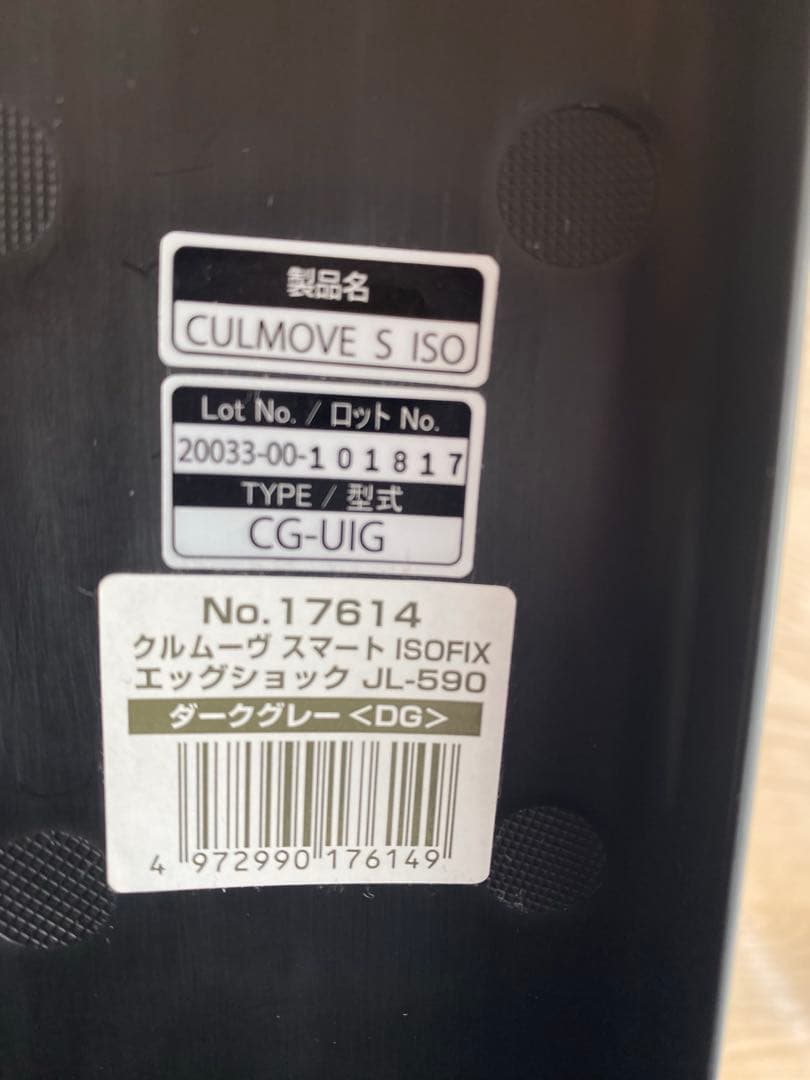 製品名
CULMOVE S ISO
Lot No. / ロット No.
20033-00-101817
TYPE / 型式
CG-UIG
No.17614
クルムーヴ スマート ISOFIX
エッグショック JL-590
ダークグレー<DG>
4 972990 176149